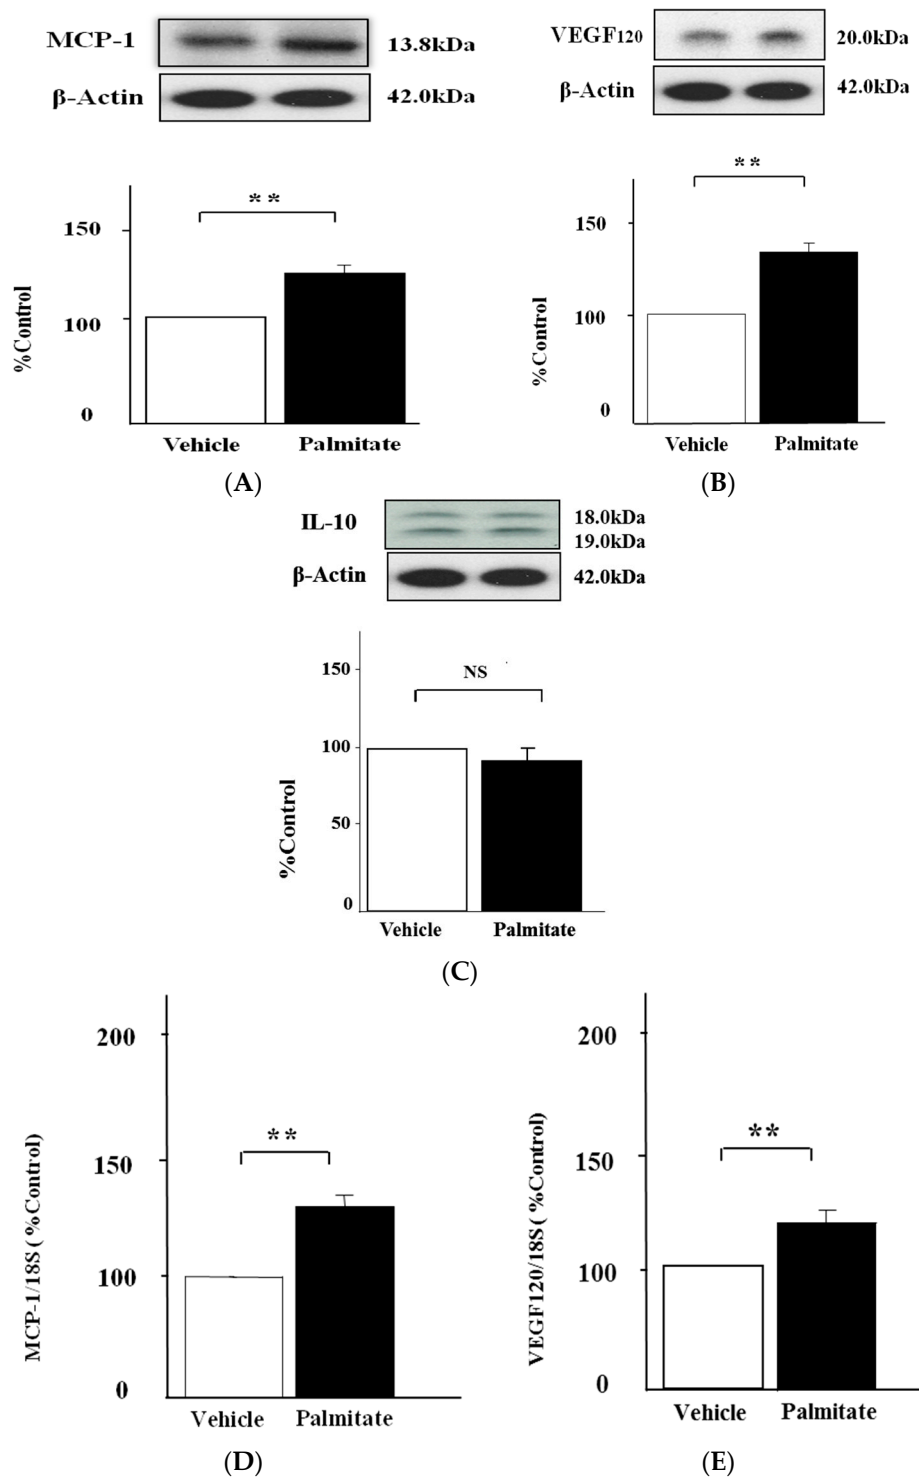 MCP-1
13.8kDa
β-Actin
42.0kDa
**
150
100
0
%Control
Vehicle Palmitate
(A)
VEGF120
20.0kDa
β-Actin
42.0kDa
**
150
100
0
%Control
Vehicle Palmitate
(B)
IL-10
18.0kDa
19.0kDa
β-Actin
42.0kDa
NS
150
100
50
0
%Control
Vehicle Palmitate
(C)
200
150
100
0
**
MCP-1/18S ( %Control)
Vehicle Palmitate
(D)
200
150
100
0
**
VEGF120/18S ( %Control)
Vehicle Palmitate
(E)